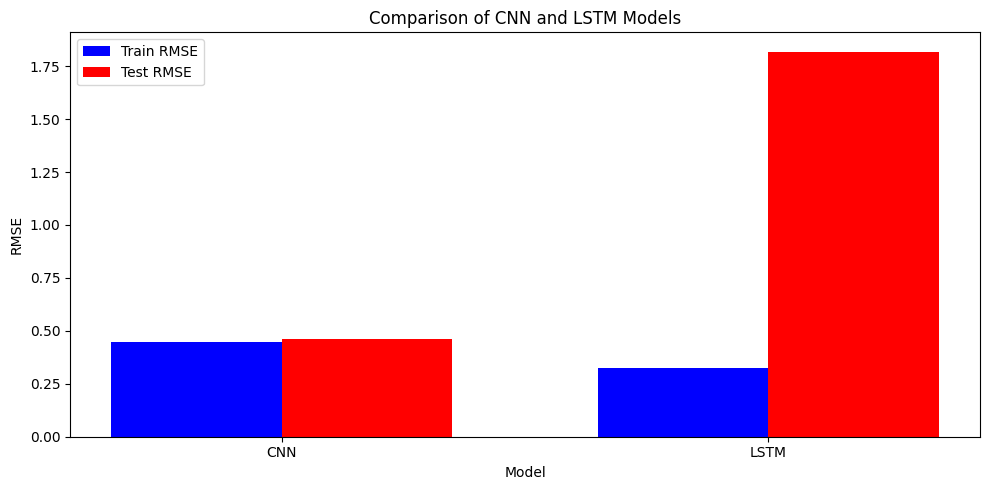 Comparison of CNN and LSTM Models
Train RMSE
Test RMSE
1.75
1.50
1.25
1.00
0.75
0.50
0.25
0.00
RMSE
CNN
LSTM
Model